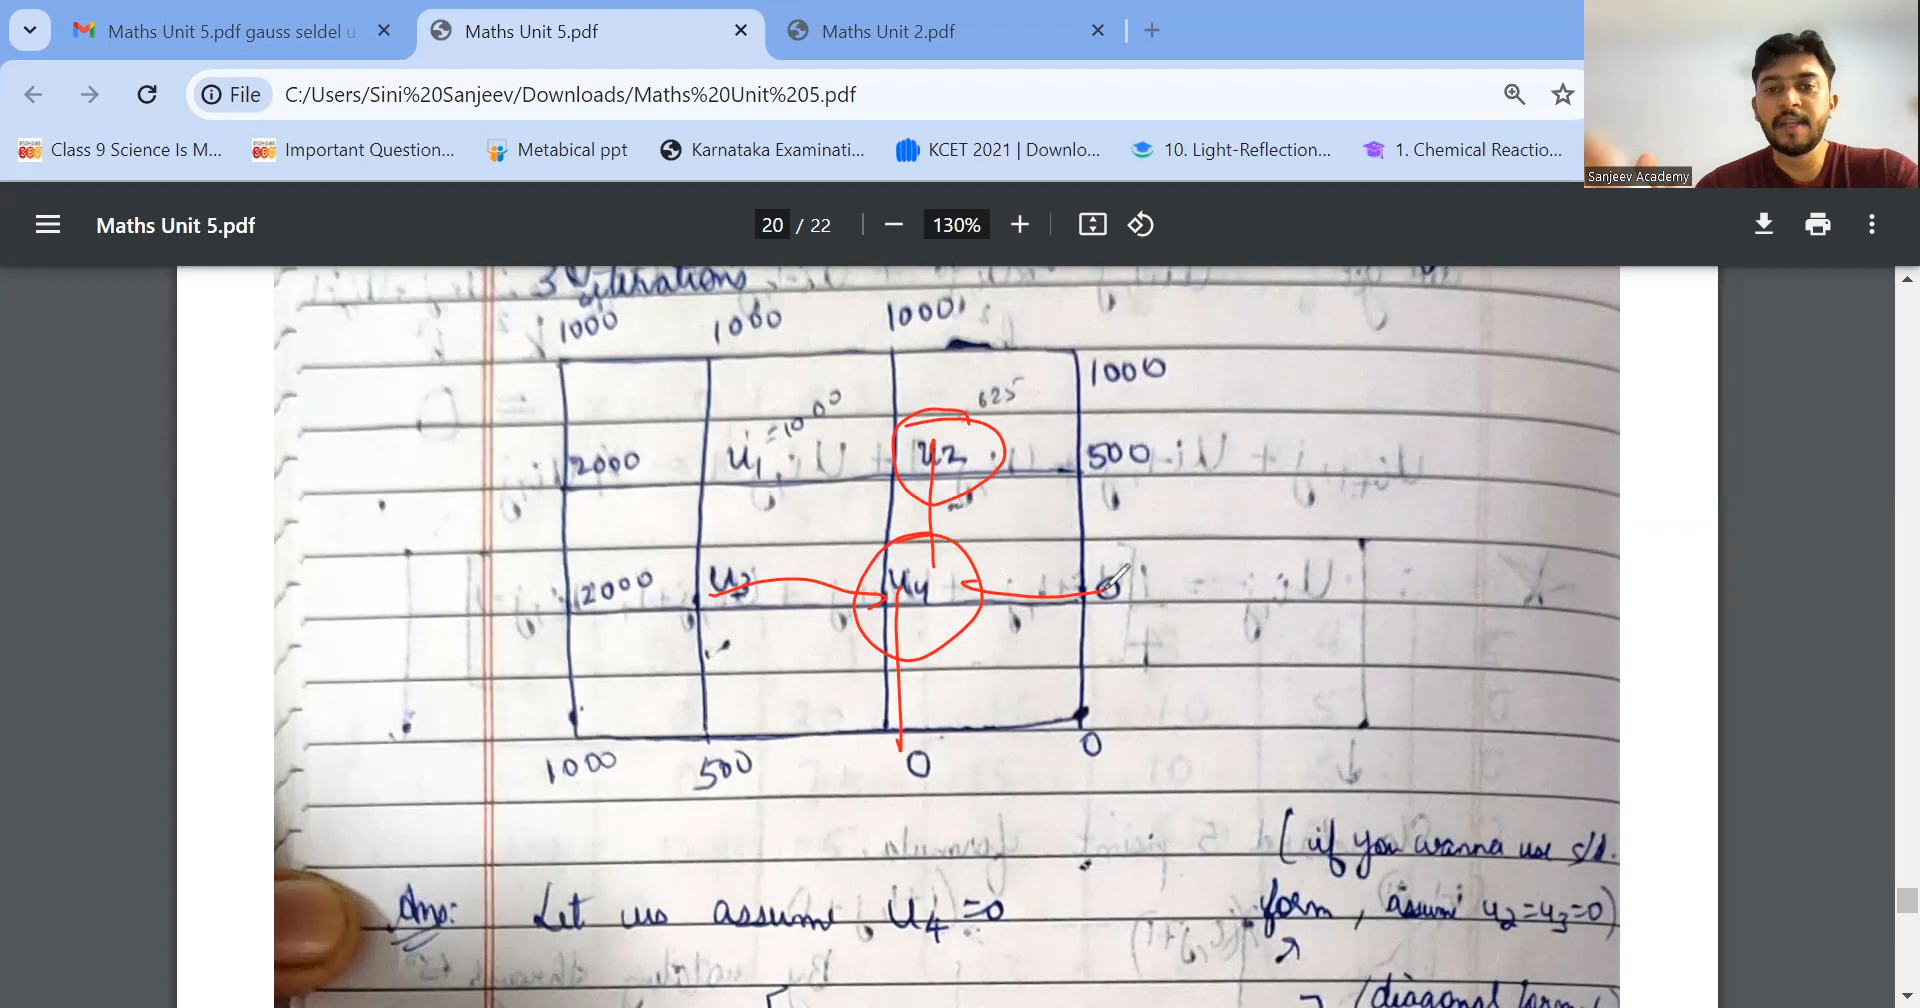 Maths Unit 5.pdf gauss seldel u
Maths Unit 5.pdf
Maths Unit 2.pdf
File C:/Users/Sini%20Sanjeev/Downloads/Maths%20Unit%205.pdf
Class 9 Science Is M...
Important Question...
Metabical ppt
Karnataka Examinati...
KCET 2021 | Downlo...
10. Light-Reflection...
1. Chemical Reactio...
Sanjeev Academy
Maths Unit 5.pdf
20 / 22
130%
3 iterations
1000 1000 1000
1000
=1000 625
2000 u1 u2 500
2000 u3 u4 0
1000 500 0 0
(if you wanna use
Ans: Let us assume u4=0 form, assum u2=u3=0)
(diagonal form